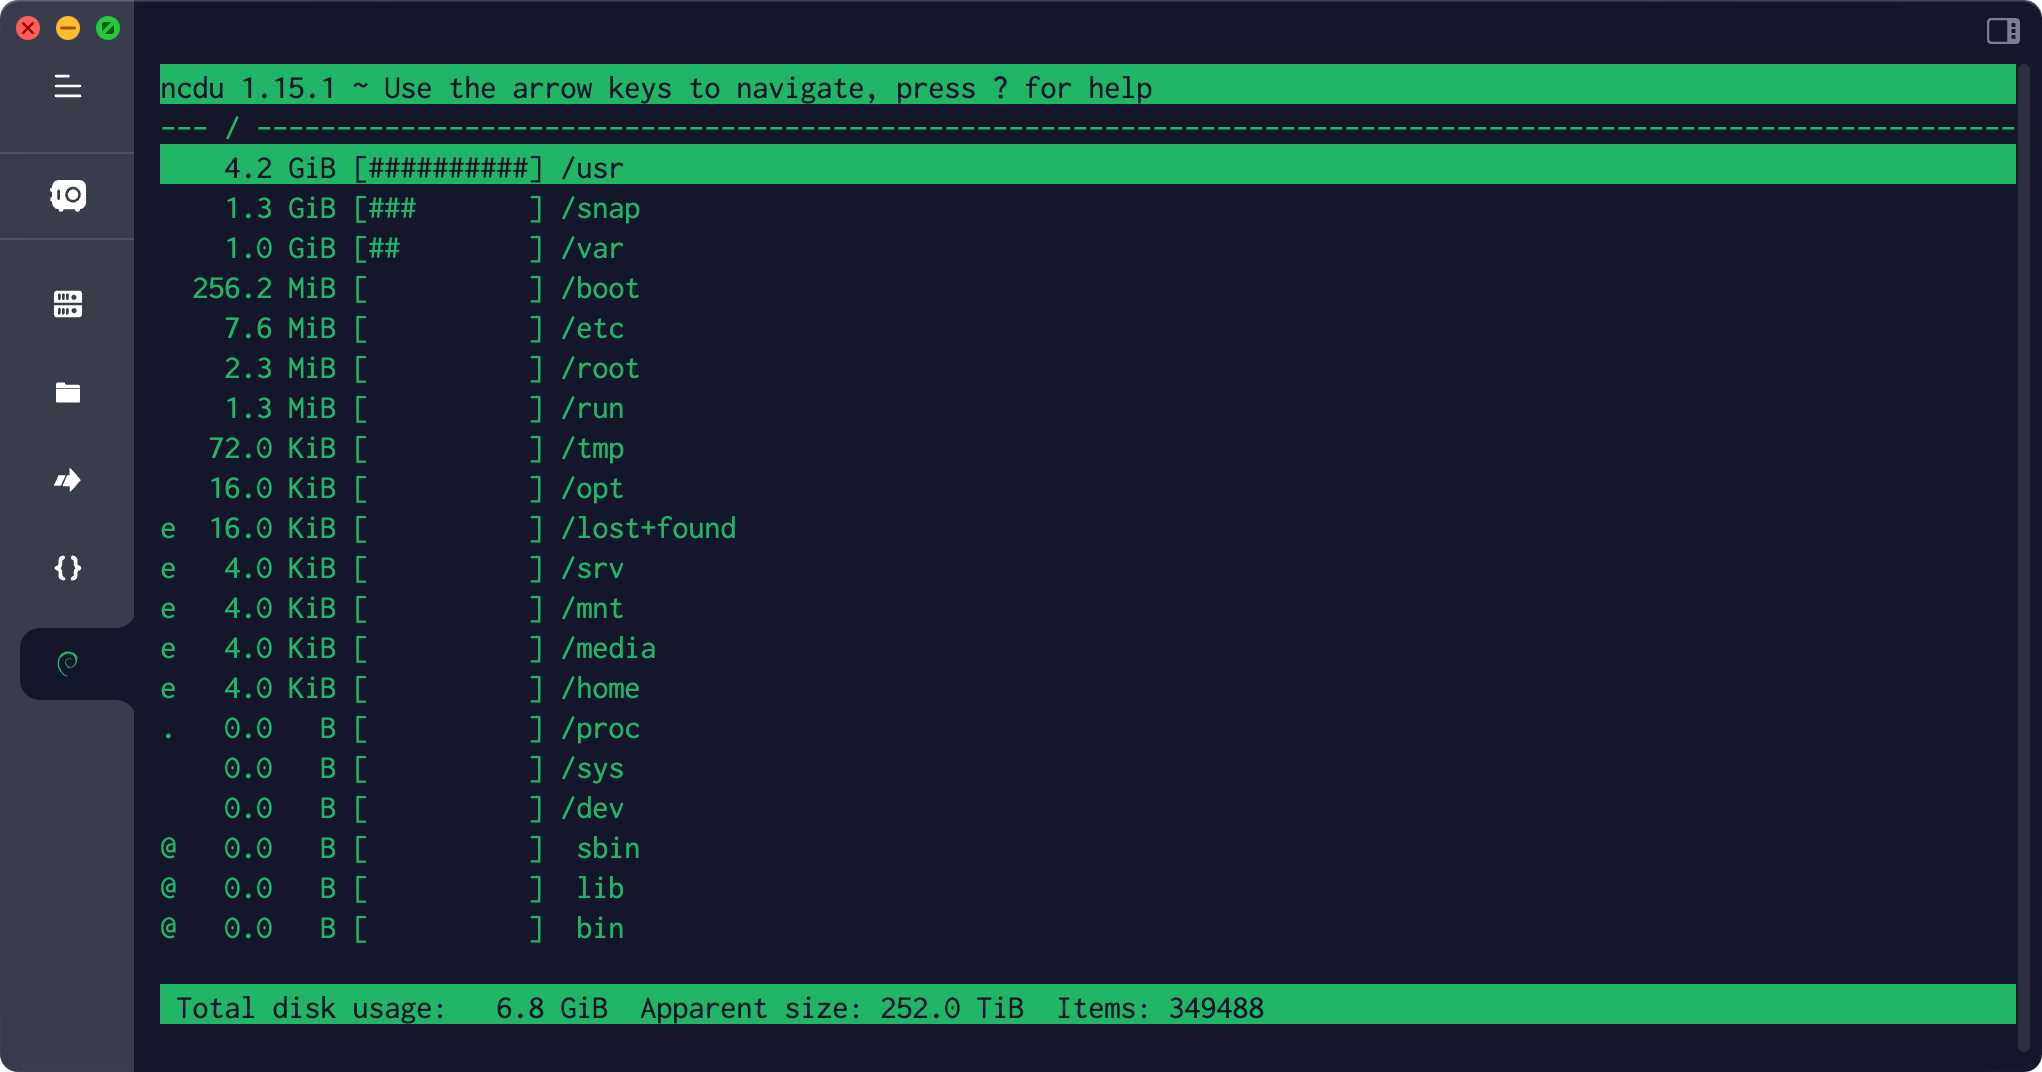 ncdu 1.15.1 ~ Use the arrow keys to navigate, press ? for help
--- / --------------------------------------------------------------------------------------------------------------
    4.2 GiB [##########] /usr
    1.3 GiB [###       ] /snap
    1.0 GiB [##        ] /var
  256.2 MiB [          ] /boot
    7.6 MiB [          ] /etc
    2.3 MiB [          ] /root
    1.3 MiB [          ] /run
   72.0 KiB [          ] /tmp
   16.0 KiB [          ] /opt
e  16.0 KiB [          ] /lost+found
e   4.0 KiB [          ] /srv
e   4.0 KiB [          ] /mnt
e   4.0 KiB [          ] /media
e   4.0 KiB [          ] /home
.   0.0   B [          ] /proc
    0.0   B [          ] /sys
    0.0   B [          ] /dev
@   0.0   B [          ]  sbin
@   0.0   B [          ]  lib
@   0.0   B [          ]  bin
 Total disk usage:   6.8 GiB  Apparent size: 252.0 TiB  Items: 349488